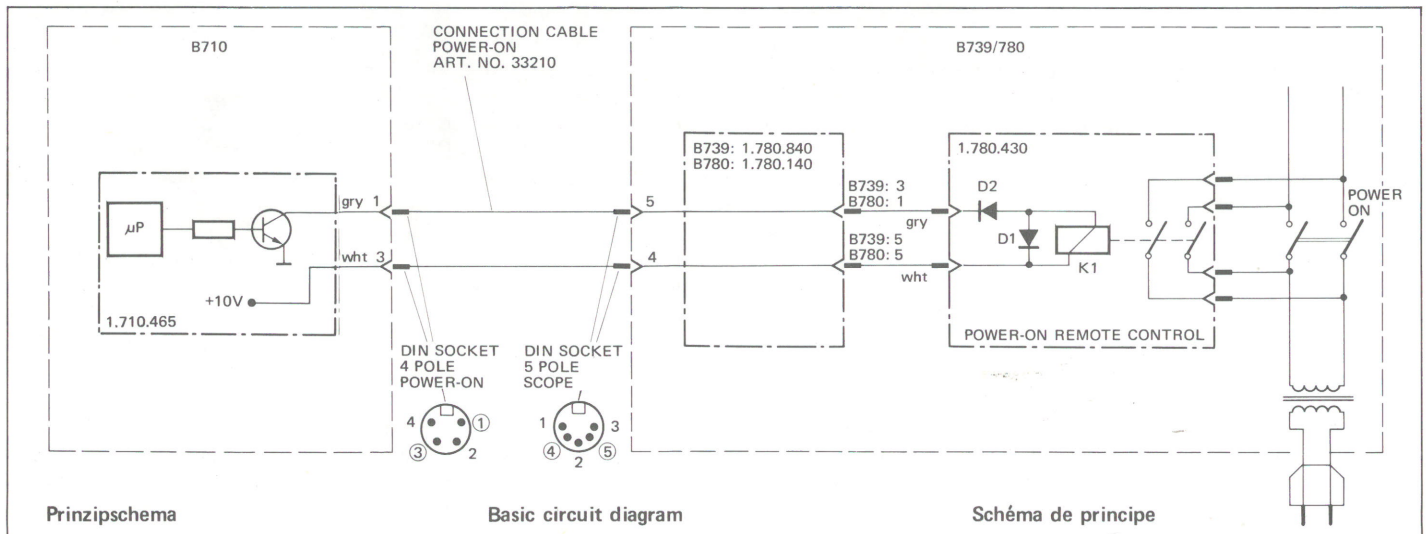 B710
CONNECTION CABLE
POWER-ON
ART. NO. 33210
B739/780
µP
+10V
1.710.465
gry 1
wht 3
DIN SOCKET
4 POLE
POWER-ON
4
①
③
2
DIN SOCKET
5 POLE
SCOPE
1
3
④
⑤
2
5
4
B739: 1.780.840
B780: 1.780.140
B739: 3
B780: 1
gry
B739: 5
B780: 5
wht
1.780.430
D2
D1
K1
POWER-ON REMOTE CONTROL
POWER
ON
Prinzipschema
Basic circuit diagram
Schéma de principe